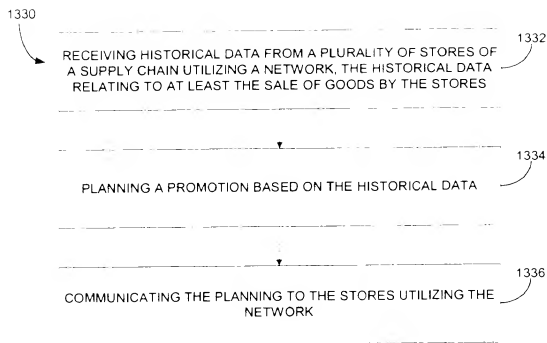 1330
1332
RECEIVING HISTORICAL DATA FROM A PLURALITY OF STORES OF
A SUPPLY CHAIN UTILIZING A NETWORK, THE HISTORICAL DATA
RELATING TO AT LEAST THE SALE OF GOODS BY THE STORES
1334
PLANNING A PROMOTION BASED ON THE HISTORICAL DATA
1336
COMMUNICATING THE PLANNING TO THE STORES UTILIZING THE
NETWORK